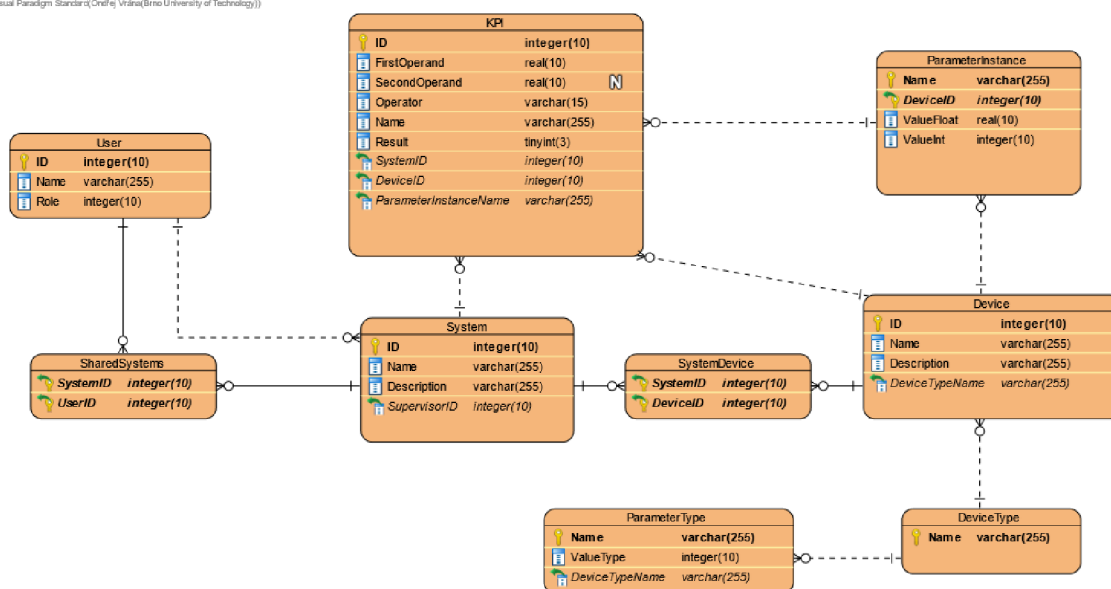 sual Paradigm Standard(Ondřej Vrána(Brno University of Technology))
KPI
ID integer(10)
FirstOperand real(10)
SecondOperand real(10) N
Operator varchar(15)
Name varchar(255)
Result tinyint(3)
SystemID integer(10)
DeviceID integer(10)
ParameterInstanceName varchar(255)
ParameterInstance
Name varchar(255)
DeviceID integer(10)
ValueFloat real(10)
ValueInt integer(10)
User
ID integer(10)
Name varchar(255)
Role integer(10)
Device
ID integer(10)
Name varchar(255)
Description varchar(255)
DeviceTypeName varchar(255)
System
ID integer(10)
Name varchar(255)
Description varchar(255)
SupervisorID integer(10)
SharedSystems
SystemID integer(10)
UserID integer(10)
SystemDevice
SystemID integer(10)
DeviceID integer(10)
ParameterType
Name varchar(255)
ValueType integer(10)
DeviceTypeName varchar(255)
DeviceType
Name varchar(255)